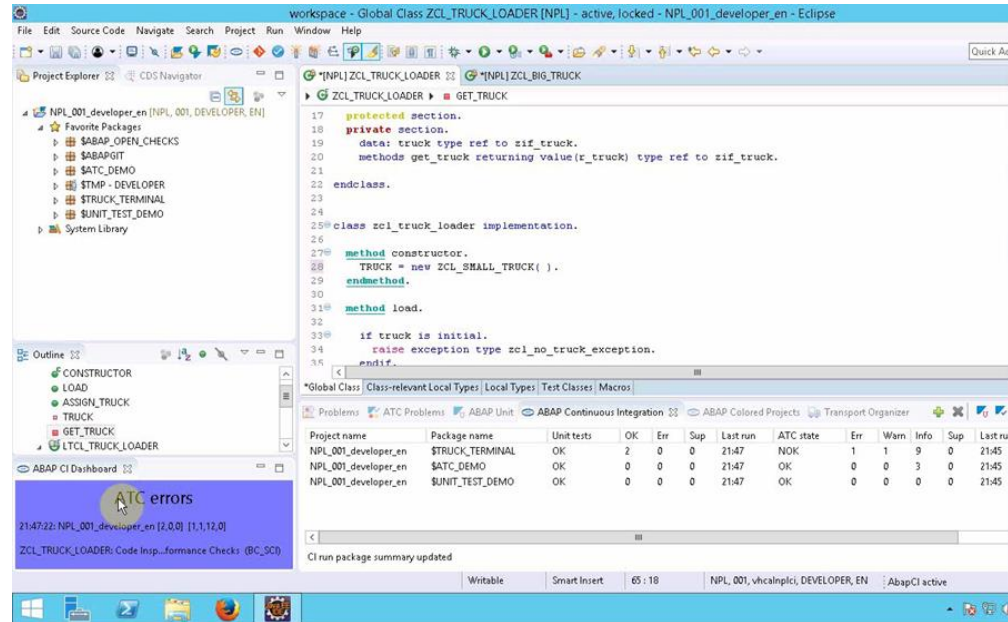 workspace - Global Class ZCL_TRUCK_LOADER [NPL] - active, locked - NPL_001_developer_en - Eclipse
File Edit Source Code Navigate Search Project Run Window Help
Quick Ac
Project Explorer CDS Navigator
NPL_001_developer_en [NPL, 001, DEVELOPER, EN]
Favorite Packages
$ABAP_OPEN_CHECKS
$ABAPGIT
$ATC_DEMO
$TMP - DEVELOPER
$TRUCK_TERMINAL
$UNIT_TEST_DEMO
System Library
*[NPL] ZCL_TRUCK_LOADER *[NPL] ZCL_BIG_TRUCK
ZCL_TRUCK_LOADER GET_TRUCK
17 protected section.
18 private section.
19 data: truck type ref to zif_truck.
20 methods get_truck returning value(r_truck) type ref to zif_truck.
21
22 endclass.
23
24
25 class zcl_truck_loader implementation.
26
27 method constructor.
28 TRUCK = new ZCL_SMALL_TRUCK( ).
29 endmethod.
30
31 method load.
32
33 if truck is initial.
34 raise exception type zcl_no_truck_exception.
35 endif.
*Global Class Class-relevant Local Types Local Types Test Classes Macros
Outline
CONSTRUCTOR
LOAD
ASSIGN_TRUCK
TRUCK
GET_TRUCK
LTCL_TRUCK_LOADER
ABAP CI Dashboard
ATC errors
21:47:22: NPL_001_developer_en [2,0,0] [1,1,12,0]
ZCL_TRUCK_LOADER: Code Insp...formance Checks (BC_SCI)
Problems ATC Problems ABAP Unit ABAP Continuous Integration ABAP Colored Projects Transport Organizer
Project name Package name Unit tests OK Err Sup Last run ATC state Err Warn Info Sup Last ru
NPL_001_developer_en $TRUCK_TERMINAL OK 2 0 0 21:47 NOK 1 1 9 0 21:45
NPL_001_developer_en $ATC_DEMO OK 0 0 0 21:47 OK 0 0 3 0 21:45
NPL_001_developer_en $UNIT_TEST_DEMO OK 0 0 0 21:47 OK 0 0 0 0 21:45
CI run package summary updated
Writable Smart Insert 65 : 18 NPL, 001, vhcalnplci, DEVELOPER, EN AbapCI active